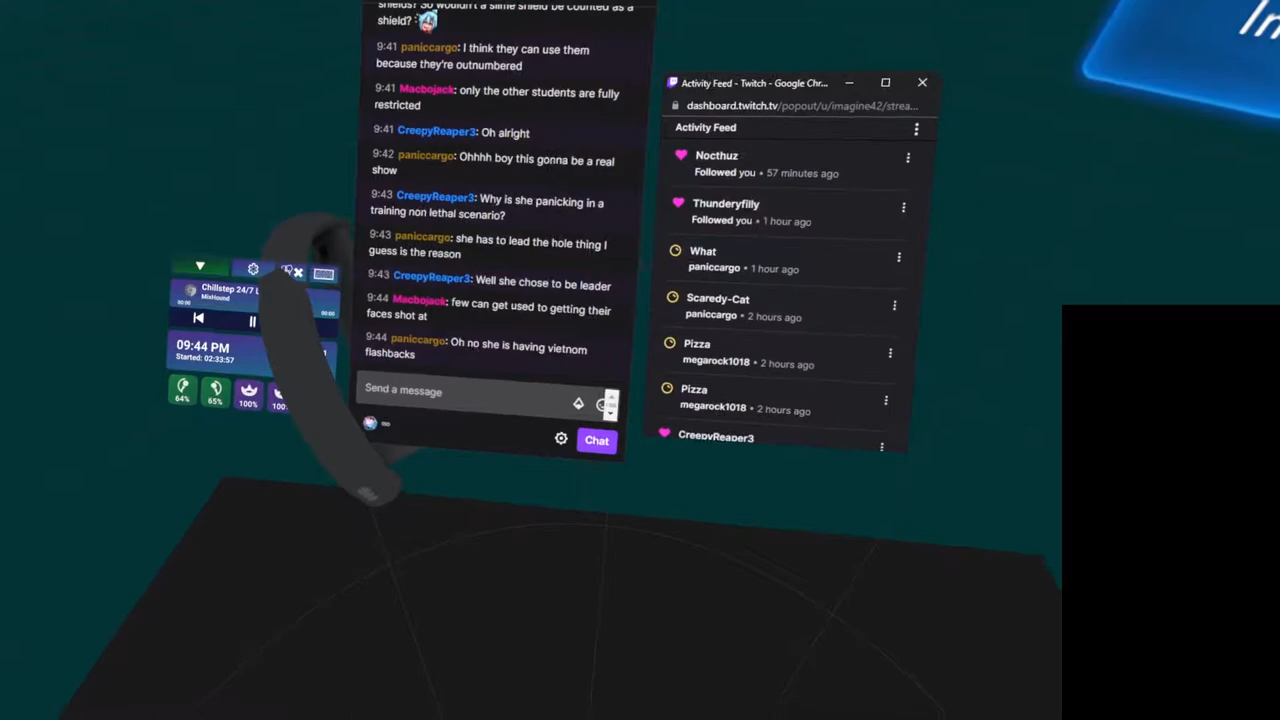 shields? So wouldn't a slime shield be counted as a
shield?
9:41 paniccargo: I think they can use them
because they're outnumbered
9:41 Macbojack: only the other students are fully
restricted
9:41 CreepyReaper3: Oh alright
9:42 paniccargo: Ohhhh boy this gonna be a real
show
9:43 CreepyReaper3: Why is she panicking in a
training non lethal scenario?
9:43 paniccargo: she has to lead the hole thing I
guess is the reason
9:43 CreepyReaper3: Well she chose to be leader
9:44 Macbojack: few can get used to getting their
faces shot at
9:44 paniccargo: Oh no she is having vietnom
flashbacks
Send a message
Chat
Activity Feed - Twitch - Google Chr...
dashboard.twitch.tv/popout/u/imagine42/strea...
Activity Feed
Nocthuz
Followed you • 57 minutes ago
Thunderyfilly
Followed you • 1 hour ago
What
paniccargo • 1 hour ago
Scaredy-Cat
paniccargo • 2 hours ago
Pizza
megarock1018 • 2 hours ago
Pizza
megarock1018 • 2 hours ago
CreepyReaper3
Chillstep 24/7
MixHound
00:00
00:00
09:44 PM
Started: 02:33:57
64%
65%
100%
In